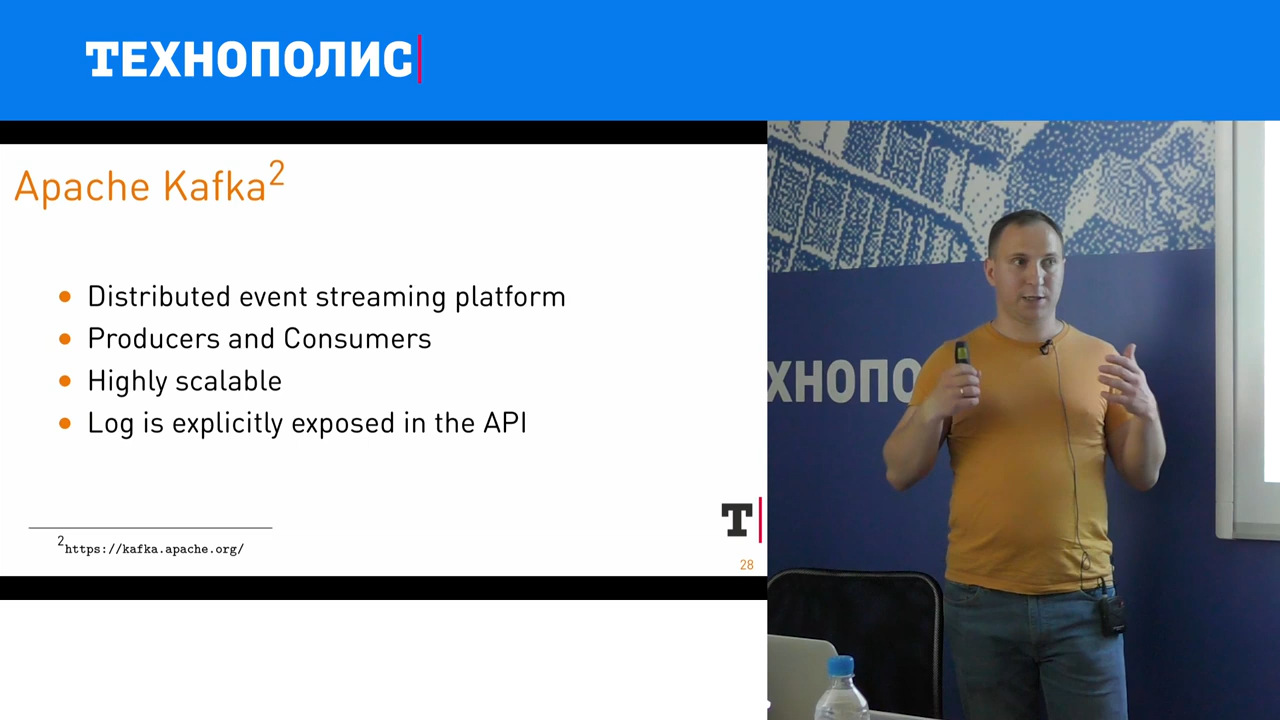 ТЕХНОПОЛИС
Apache Kafka2
• Distributed event streaming platform
• Producers and Consumers
• Highly scalable
• Log is explicitly exposed in the API
2https://kafka.apache.org/
T
28
ХНОПО